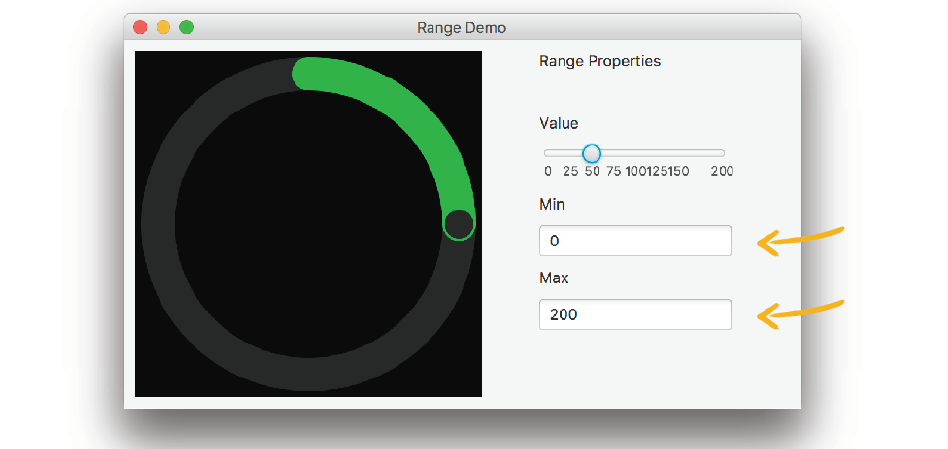 Range Demo
Range Properties
Value
0 25 50 75 100125150 200
Min
0
Max
200